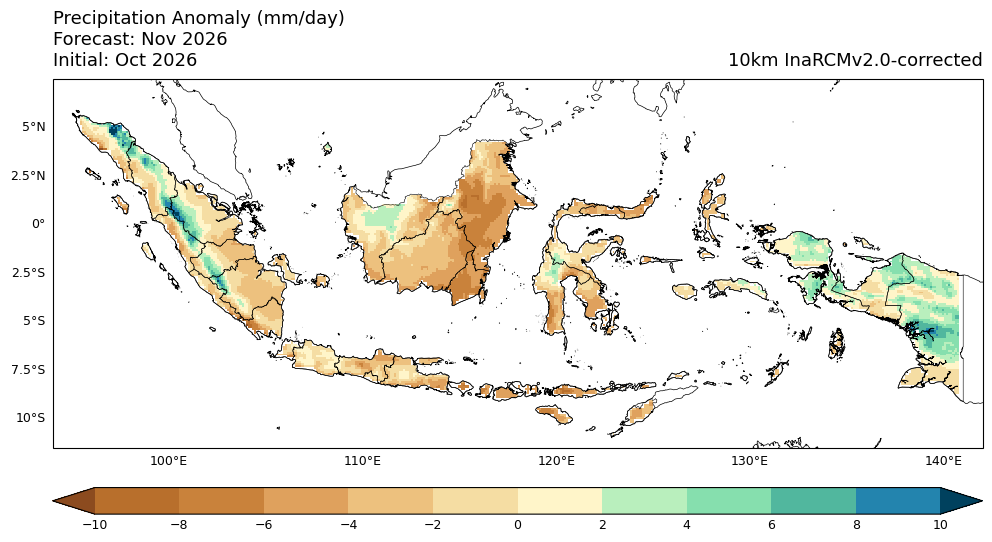 Precipitation Anomaly (mm/day)
Forecast: Nov 2026
Initial: Oct 2026
10km InaRCMv2.0-corrected
5°N
2.5°N
0°
2.5°S
5°S
7.5°S
10°S
100°E 110°E 120°E 130°E 140°E
−10 −8 −6 −4 −2 0 2 4 6 8 10